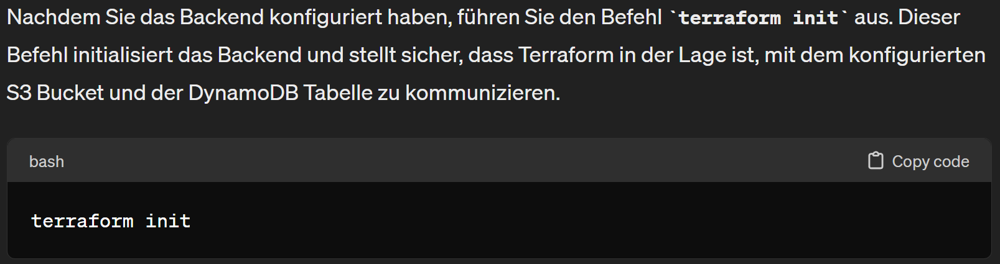 Nachdem Sie das Backend konfiguriert haben, führen Sie den Befehl `terraform init` aus. Dieser
Befehl initialisiert das Backend und stellt sicher, dass Terraform in der Lage ist, mit dem konfigurierten
S3 Bucket und der DynamoDB Tabelle zu kommunizieren.
bash Copy code
terraform init